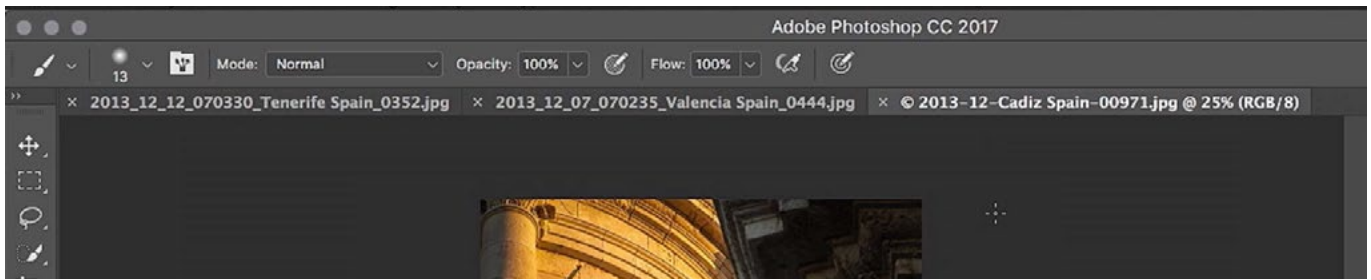 Adobe Photoshop CC 2017
13 Mode: Normal Opacity: 100% Flow: 100%
× 2013_12_12_070330_Tenerife Spain_0352.jpg × 2013_12_07_070235_Valencia Spain_0444.jpg × © 2013-12-Cadiz Spain-00971.jpg @ 25% (RGB/8)